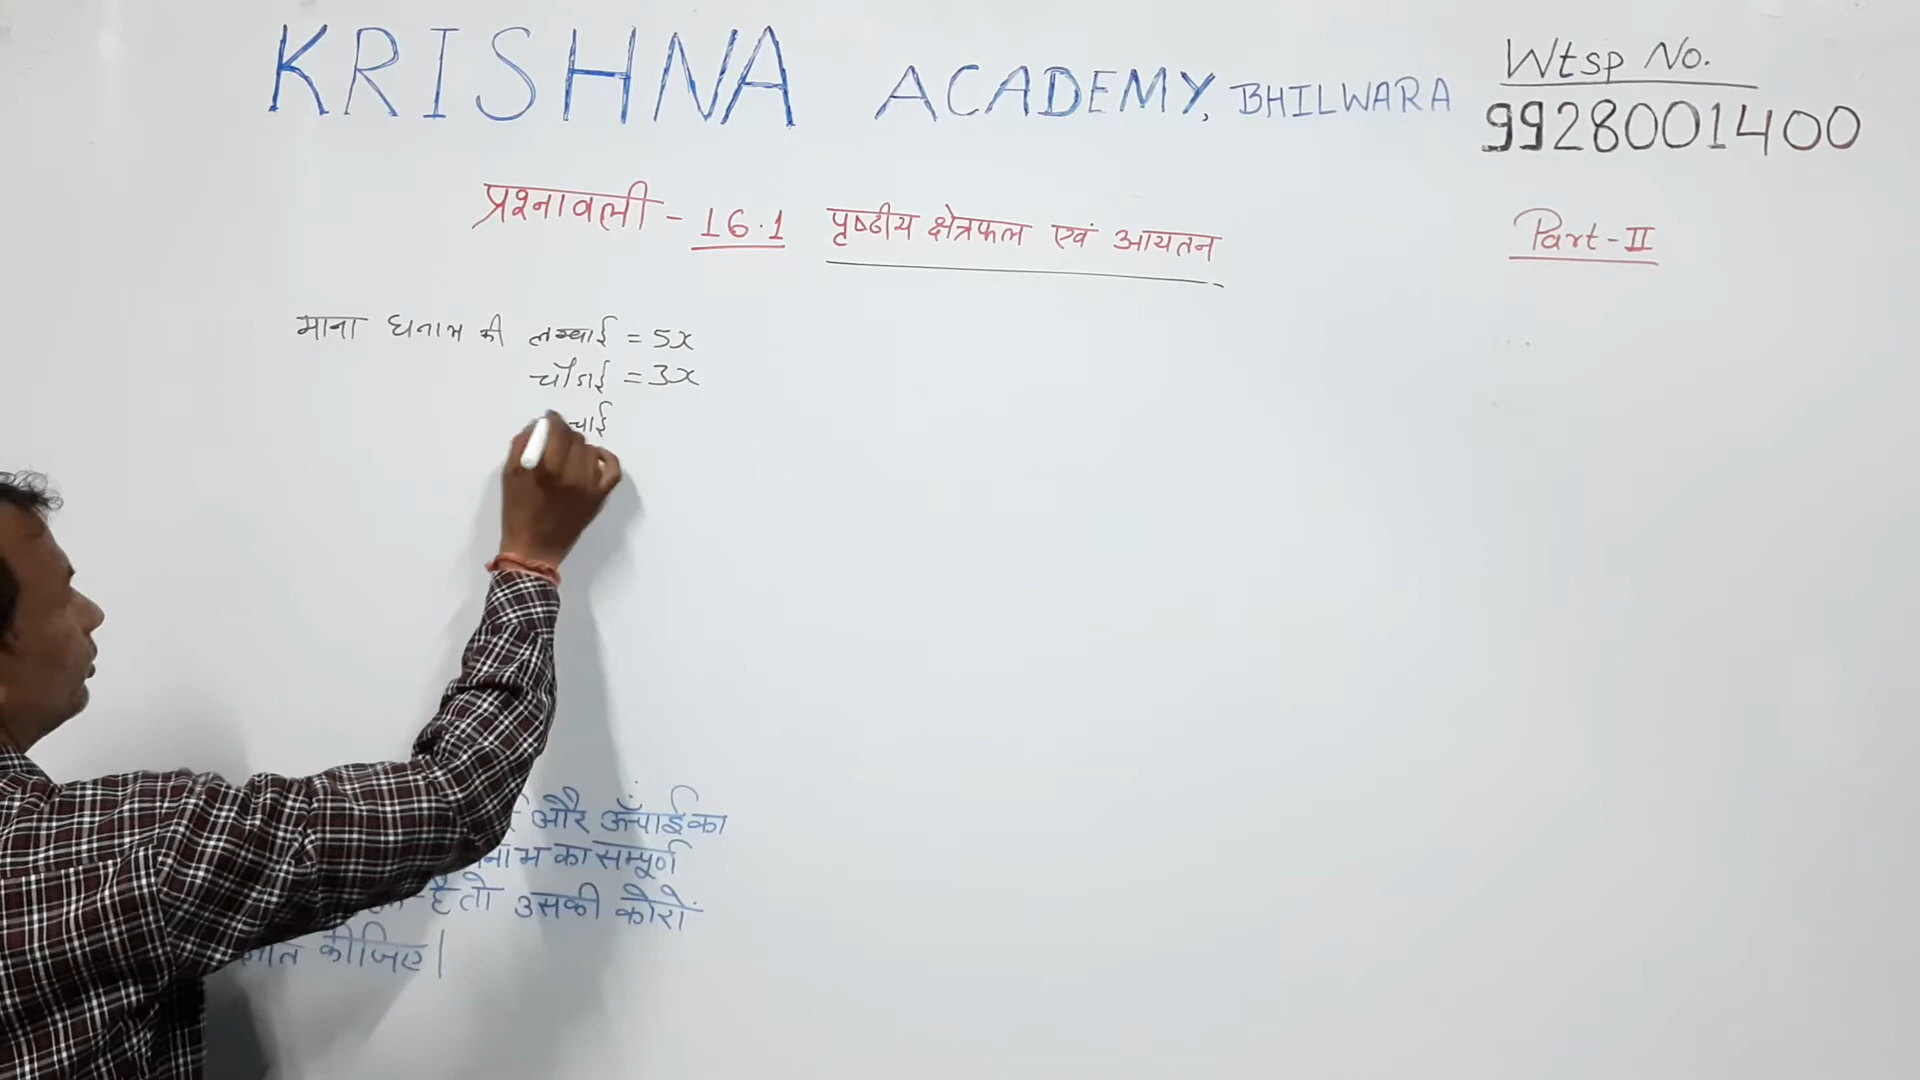 KRISHNA ACADEMY, BHILWARA
Wtsp No.
9928001400
प्रश्नावली - 16.1 पृष्ठीय क्षेत्रफल एवं आयतन
Part-II
माना घनाभ की लम्बाई = 5x
चौडाई = 3x
चाई
और ऊँचाई का
का सम्पूर्ण
है तो उसकी कोरों
कीजिए|